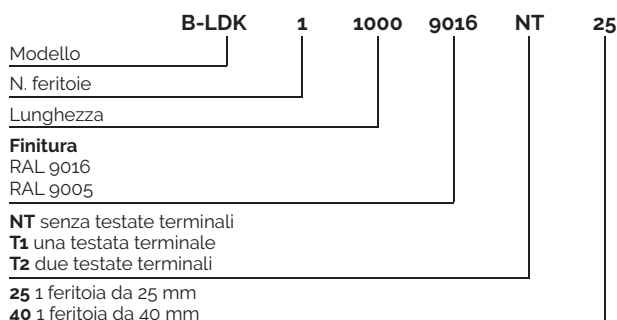 B-LDK 1 1000 9016 NT 25
Modello
N. feritoie
Lunghezza
Finitura
RAL 9016
RAL 9005
NT senza testate terminali
T1 una testata terminale
T2 due testate terminali
25 1 feritoia da 25 mm
40 1 feritoia da 40 mm